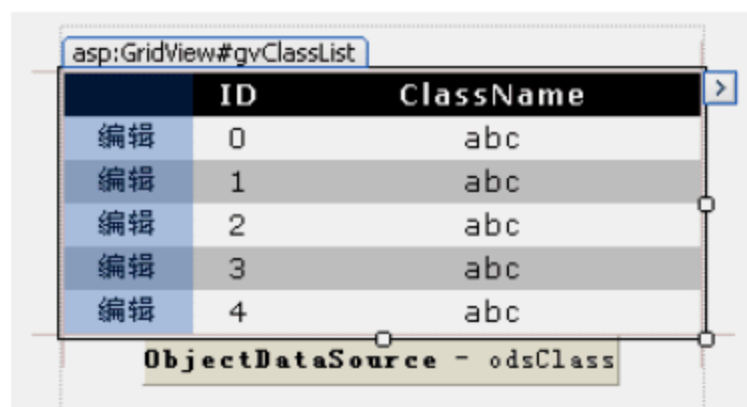 asp:GridView#gvClassList
ID ClassName
编辑 0 abc
编辑 1 abc
编辑 2 abc
编辑 3 abc
编辑 4 abc
ObjectDataSource - odsClass